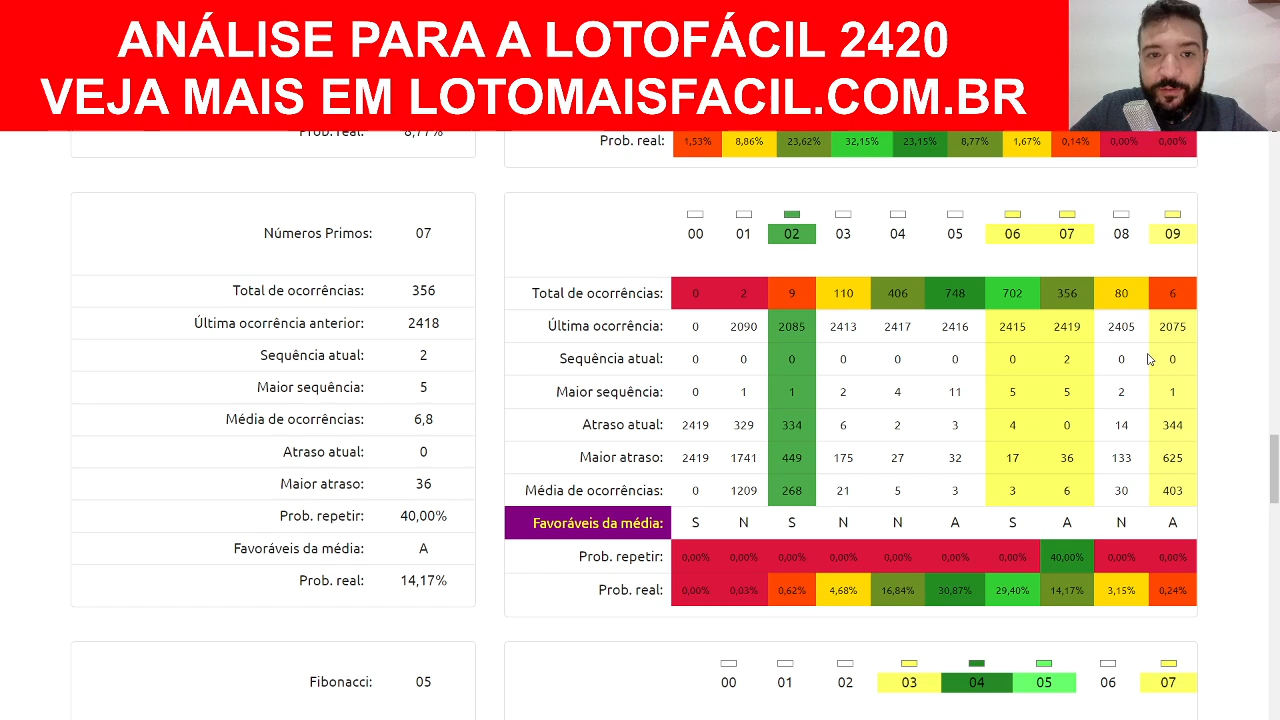 ANÁLISE PARA A LOTOFÁCIL 2420
VEJA MAIS EM LOTOMAISFACIL.COM.BR
Prob. real: 8,77%
Prob. real: 1,53% 8,86% 23,62% 32,15% 23,15% 8,77% 1,67% 0,14% 0,00% 0,00%
Números Primos: 07
Total de ocorrências: 356
Última ocorrência anterior: 2418
Sequência atual: 2
Maior sequência: 5
Média de ocorrências: 6,8
Atraso atual: 0
Maior atraso: 36
Prob. repetir: 40,00%
Favoráveis da média: A
Prob. real: 14,17%
00 01 02 03 04 05 06 07 08 09
Total de ocorrências: 0 2 9 110 406 748 702 356 80 6
Última ocorrência: 0 2090 2085 2413 2417 2416 2415 2419 2405 2075
Sequência atual: 0 0 0 0 0 0 0 2 0 0
Maior sequência: 0 1 1 2 4 11 5 5 2 1
Atraso atual: 2419 329 334 6 2 3 4 0 14 344
Maior atraso: 2419 1741 449 175 27 32 17 36 133 625
Média de ocorrências: 0 1209 268 21 5 3 3 6 30 403
Favoráveis da média: S N S N N A S A N A
Prob. repetir: 0,00% 0,00% 0,00% 0,00% 0,00% 0,00% 0,00% 40,00% 0,00% 0,00%
Prob. real: 0,00% 0,03% 0,62% 4,68% 16,84% 30,87% 29,40% 14,17% 3,15% 0,24%
Fibonacci: 05
00 01 02 03 04 05 06 07